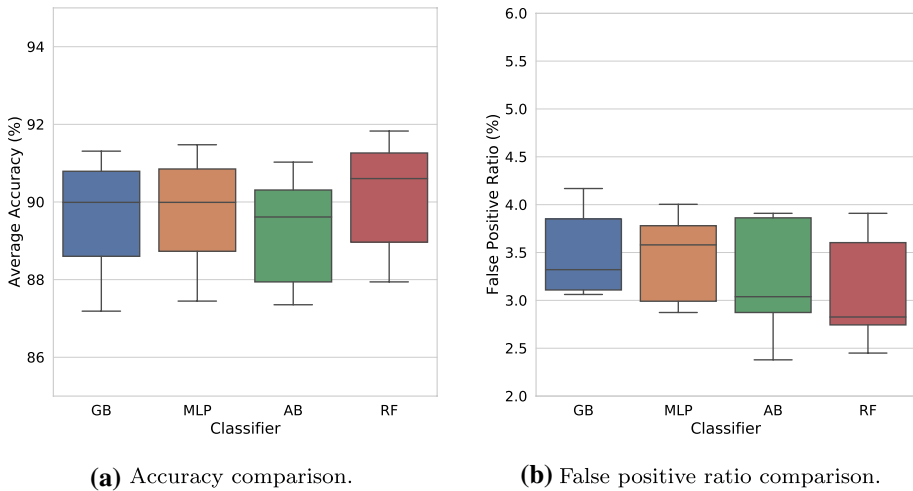 94
92
90
88
86
Average Accuracy (%)
GB MLP AB RF
Classifier
(a) Accuracy comparison.
6.0
5.0
4.5
4.0
3.5
3.0
2.5
2.0
False Positive Ratio (%)
GB MLP AB RF
Classifier
(b) False positive ratio comparison.